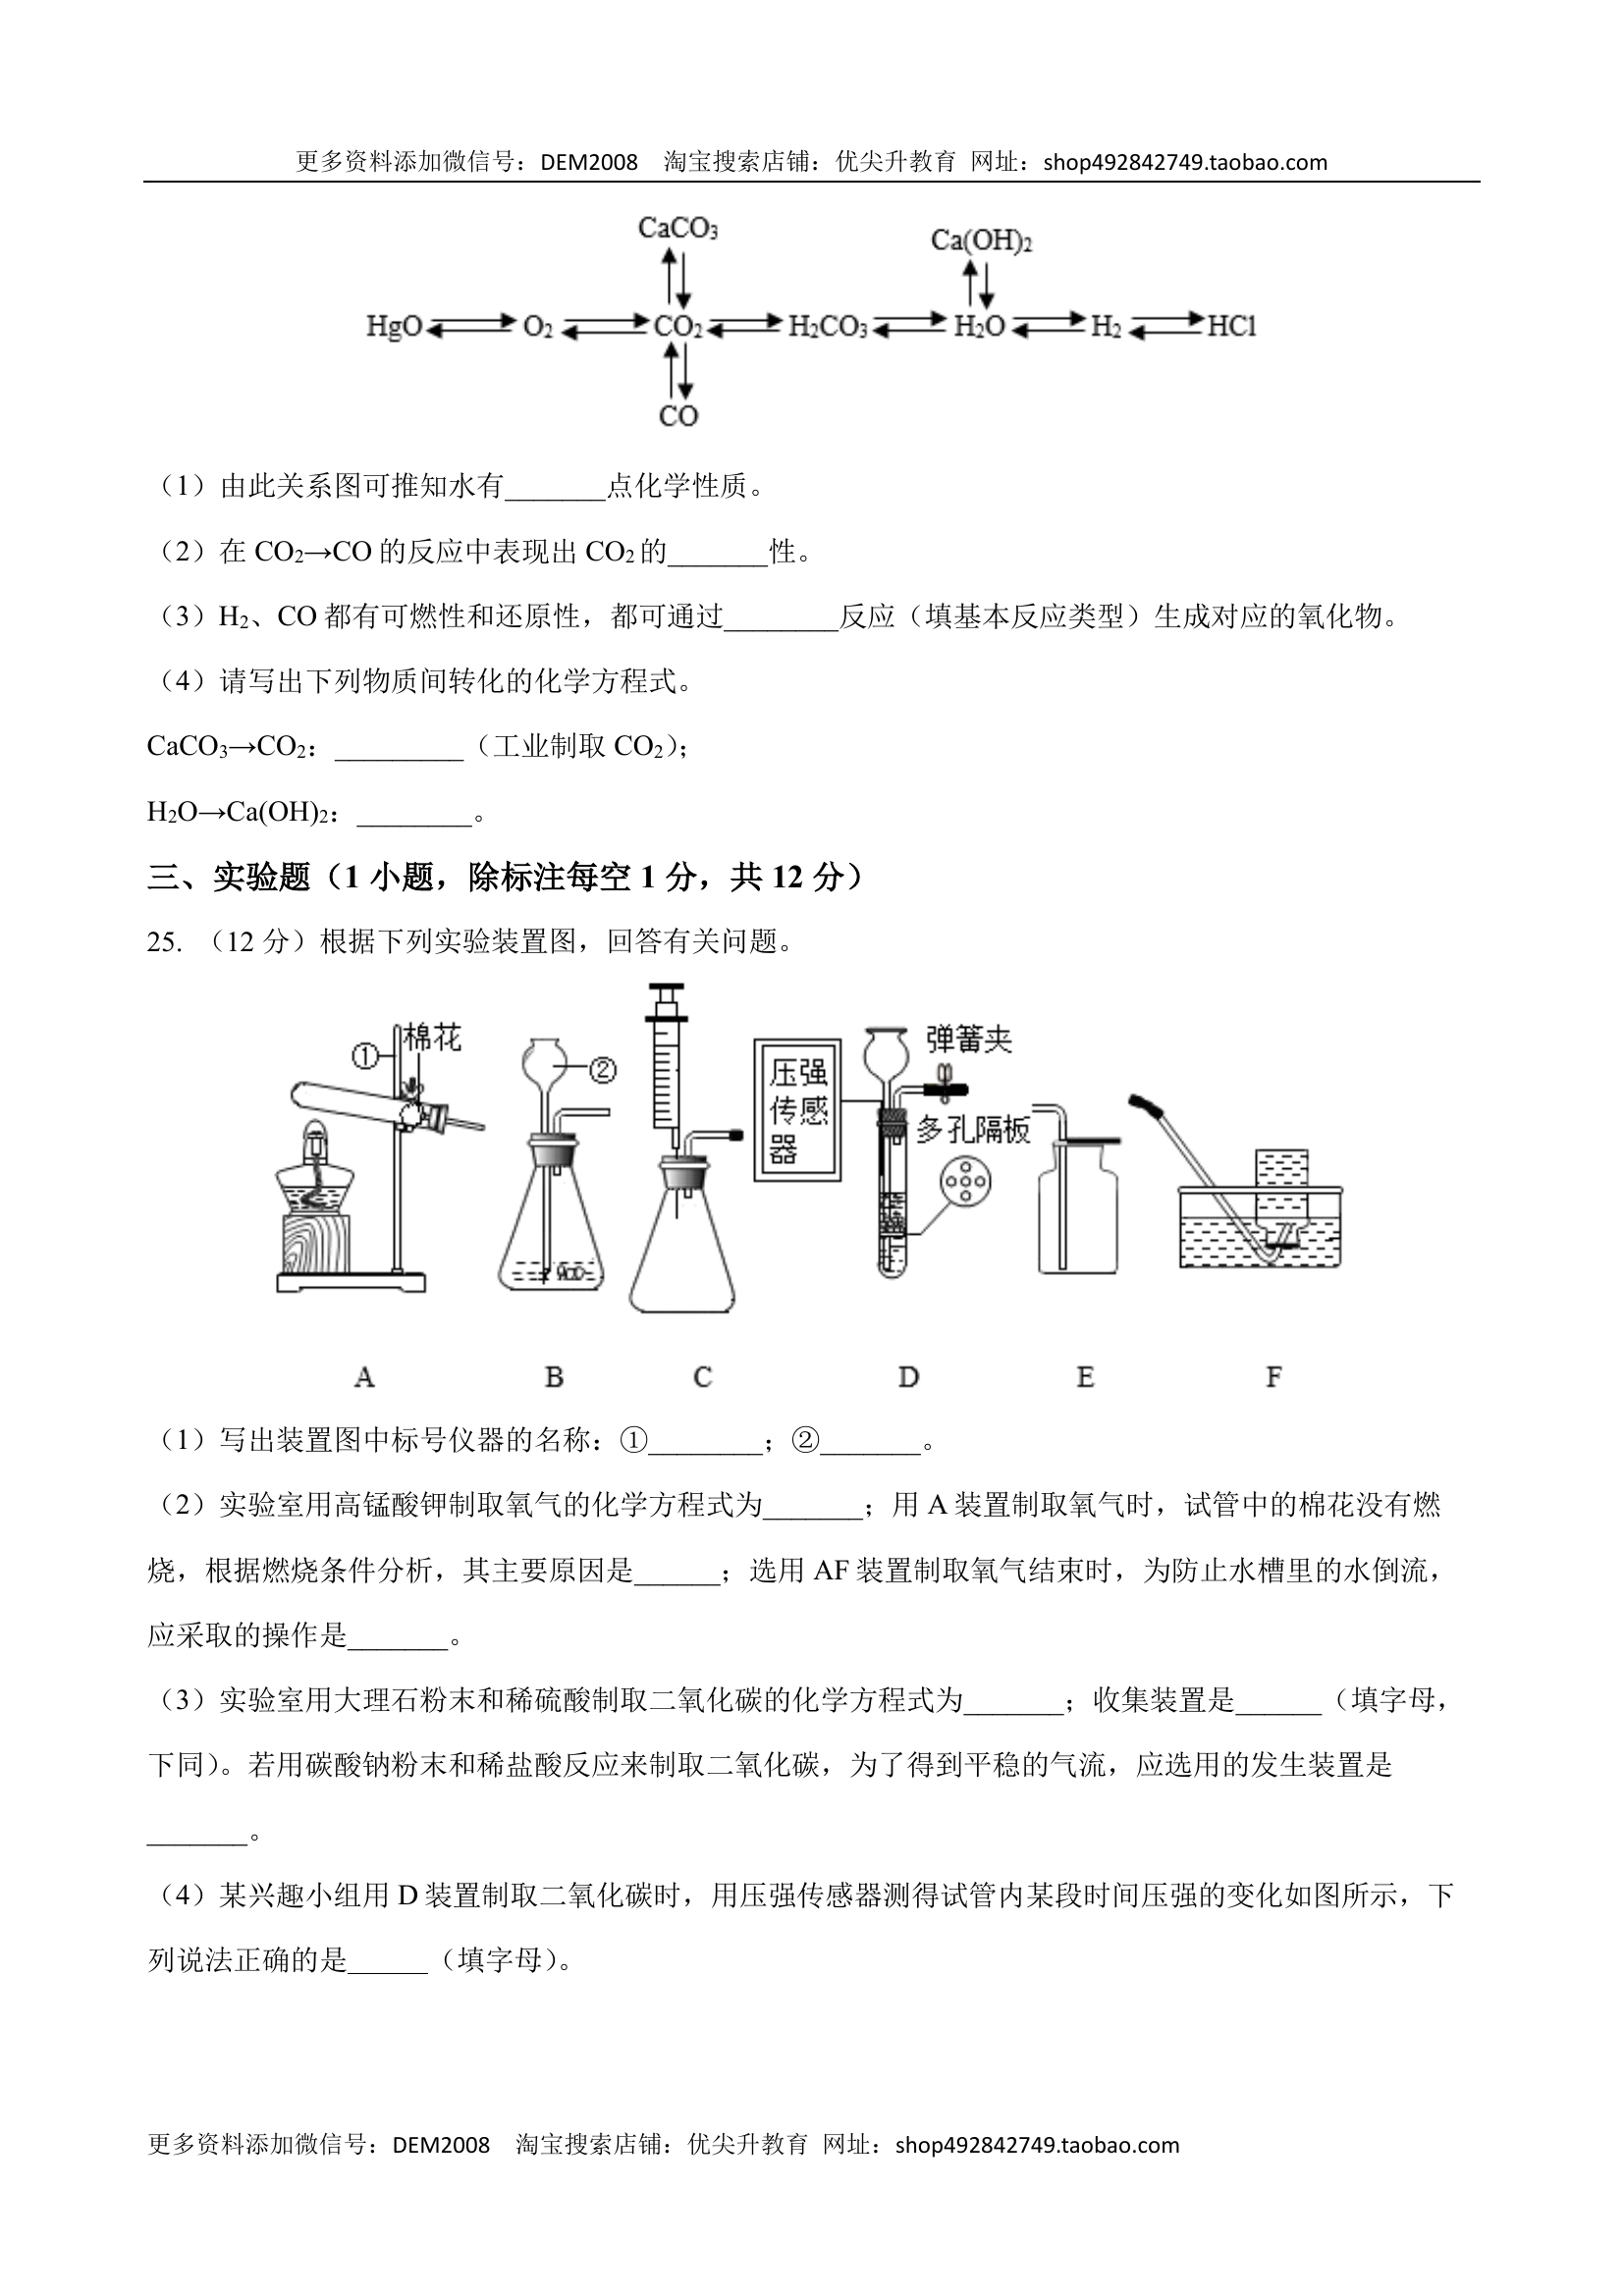 更多资料添加微信号：DEM2008 淘宝搜索店铺：优尖升教育 网址：shop492842749.taobao.com
CaCO₃ Ca(OH)₂
HgO O₂ CO₂ H₂CO₃ H₂O H₂ HCl
CO
（1）由此关系图可推知水有_______点化学性质。
（2）在 CO₂→CO 的反应中表现出 CO₂的_______性。
（3）H₂、CO 都有可燃性和还原性，都可通过________反应（填基本反应类型）生成对应的氧化物。
（4）请写出下列物质间转化的化学方程式。
CaCO₃→CO₂：_________（工业制取 CO₂）；
H₂O→Ca(OH)₂：________。
三、实验题（1 小题，除标注每空 1 分，共 12 分）
25. （12 分）根据下列实验装置图，回答有关问题。
① 棉花 ② 压强传感器 弹簧夹 多孔隔板
A B C D E F
（1）写出装置图中标号仪器的名称：①________；②_______。
（2）实验室用高锰酸钾制取氧气的化学方程式为_______；用 A 装置制取氧气时，试管中的棉花没有燃
烧，根据燃烧条件分析，其主要原因是______；选用 AF 装置制取氧气结束时，为防止水槽里的水倒流，
应采取的操作是_______。
（3）实验室用大理石粉末和稀硫酸制取二氧化碳的化学方程式为_______；收集装置是______（填字母，
下同）。若用碳酸钠粉末和稀盐酸反应来制取二氧化碳，为了得到平稳的气流，应选用的发生装置是
_______。
（4）某兴趣小组用 D 装置制取二氧化碳时，用压强传感器测得试管内某段时间压强的变化如图所示，下
列说法正确的是______（填字母）。
更多资料添加微信号：DEM2008 淘宝搜索店铺：优尖升教育 网址：shop492842749.taobao.com